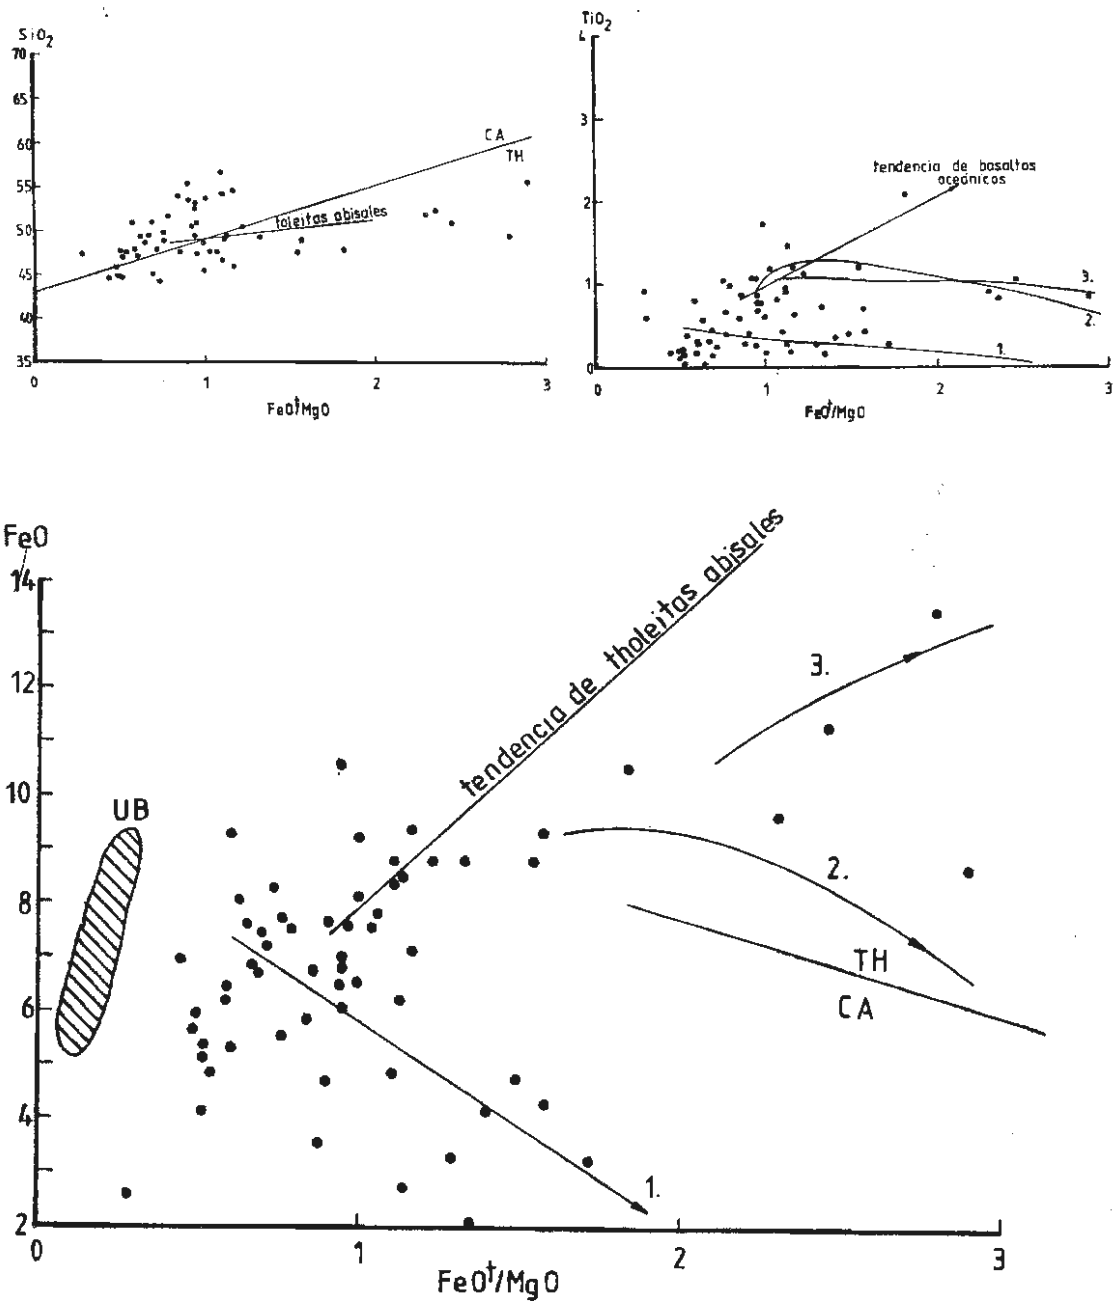 SiO₂
70
65
60
55
50
45
40
35
0
1
2
3
CA
TH
toleitas abisales
FeO†/MgO
TiO₂
4
3
2
1
0
0
1
2
3
tendencia de basaltos
oceánicos
3.
2.
1.
FeO†/MgO
FeO
14
12
10
8
6
4
2
0
1
2
3
UB
tendencia de tholeitas abisales
3.
2.
TH
CA
1.
FeO†/MgO